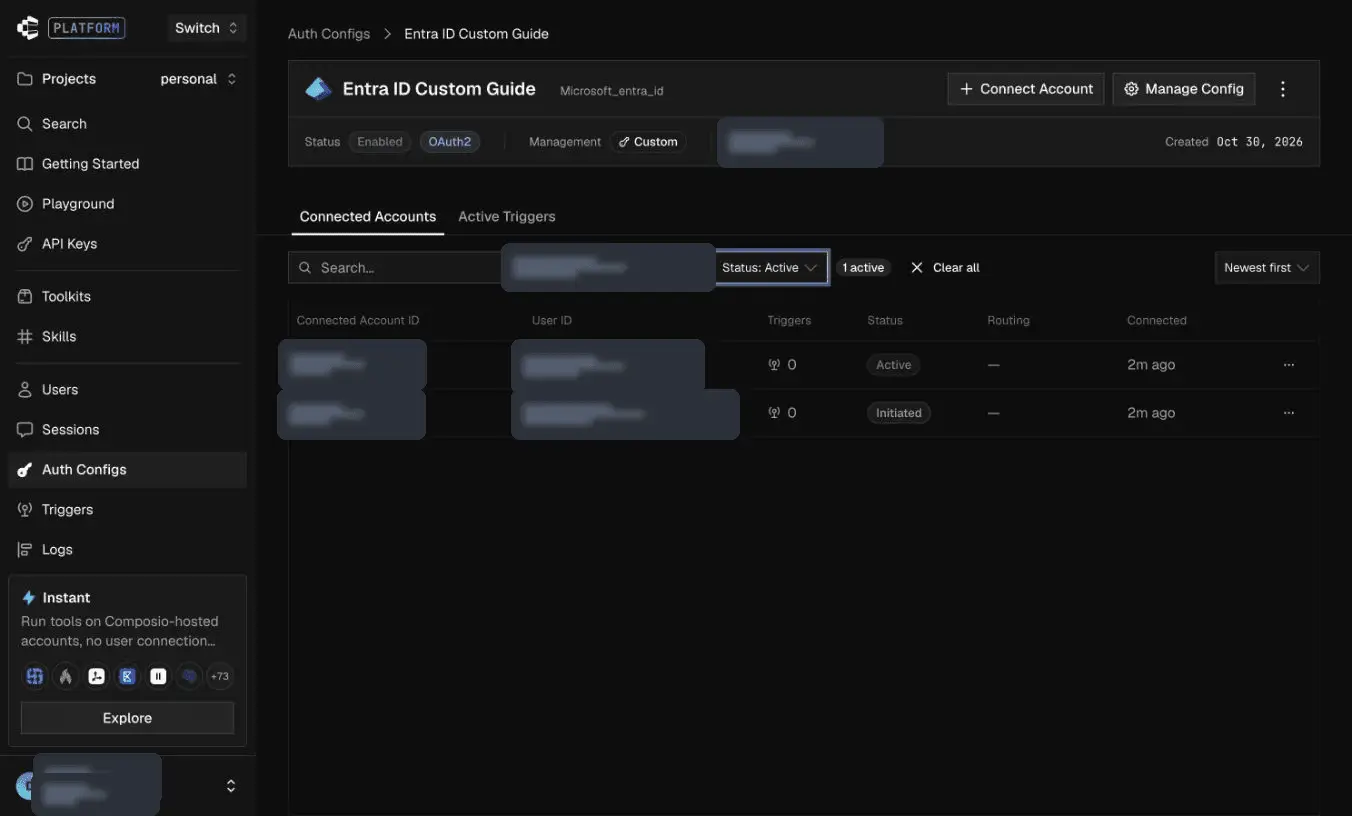 PLATFORM
Switch
Projects
personal
Search
Getting Started
Playground
API Keys
Toolkits
Skills
Users
Sessions
Auth Configs
Triggers
Logs
Instant
Run tools on Composio-hosted
accounts, no user connection...
+73
Explore
Auth Configs > Entra ID Custom Guide
Entra ID Custom Guide Microsoft_entra_id
+ Connect Account
Manage Config
Status Enabled OAuth2 Management Custom
Created Oct 30, 2026
Connected Accounts Active Triggers
Search...
Status: Active
1 active
Clear all
Newest first
Connected Account ID User ID Triggers Status Routing Connected
0 Active — 2m ago ...
0 Initiated — 2m ago ...